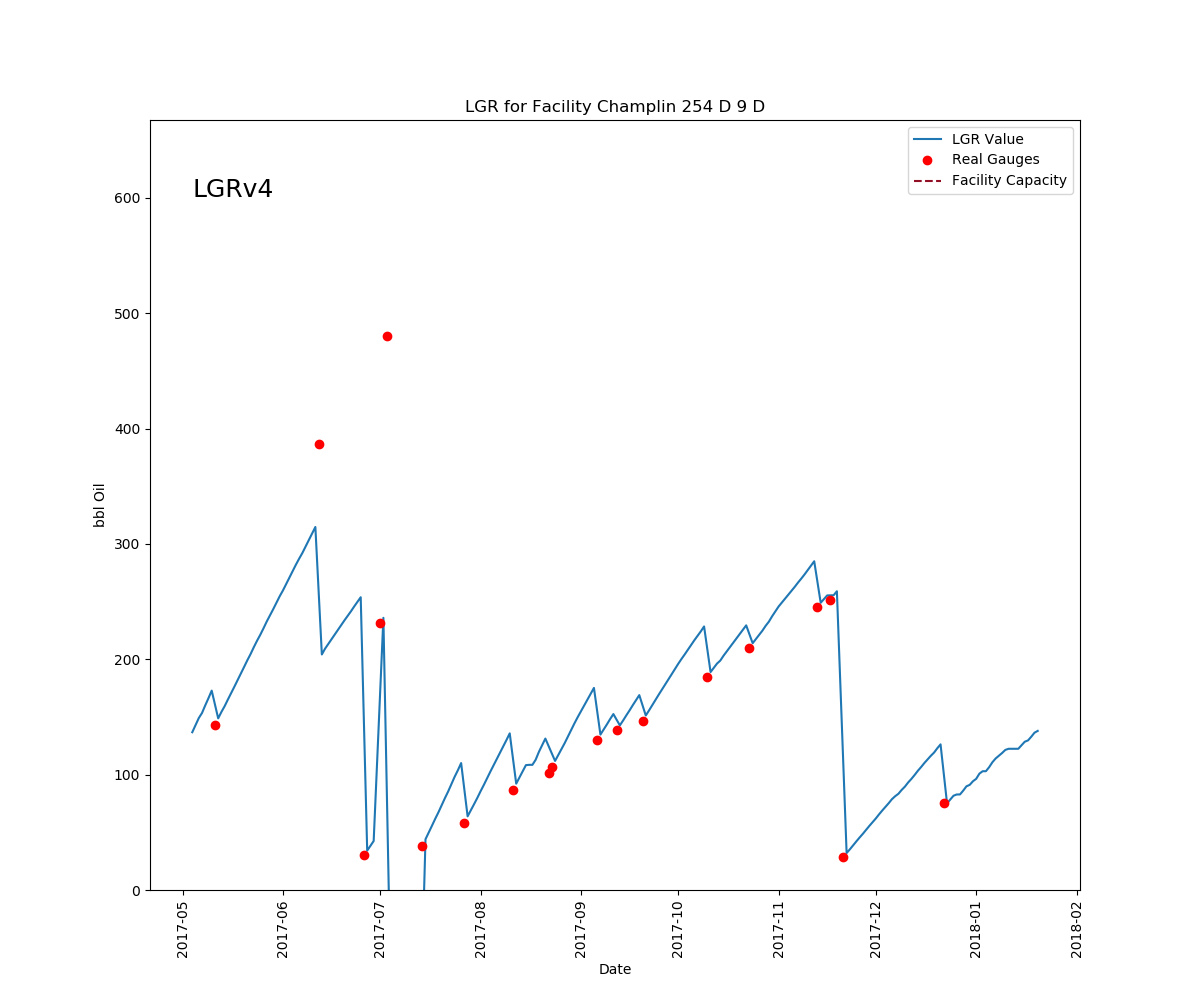 LGR for Facility Champlin 254 D 9 D
LGRv4
LGR Value
Real Gauges
Facility Capacity
600
500
400
300
200
100
0
bbl Oil
2017-05
2017-06
2017-07
2017-08
2017-09
2017-10
2017-11
2017-12
2018-01
2018-02
Date